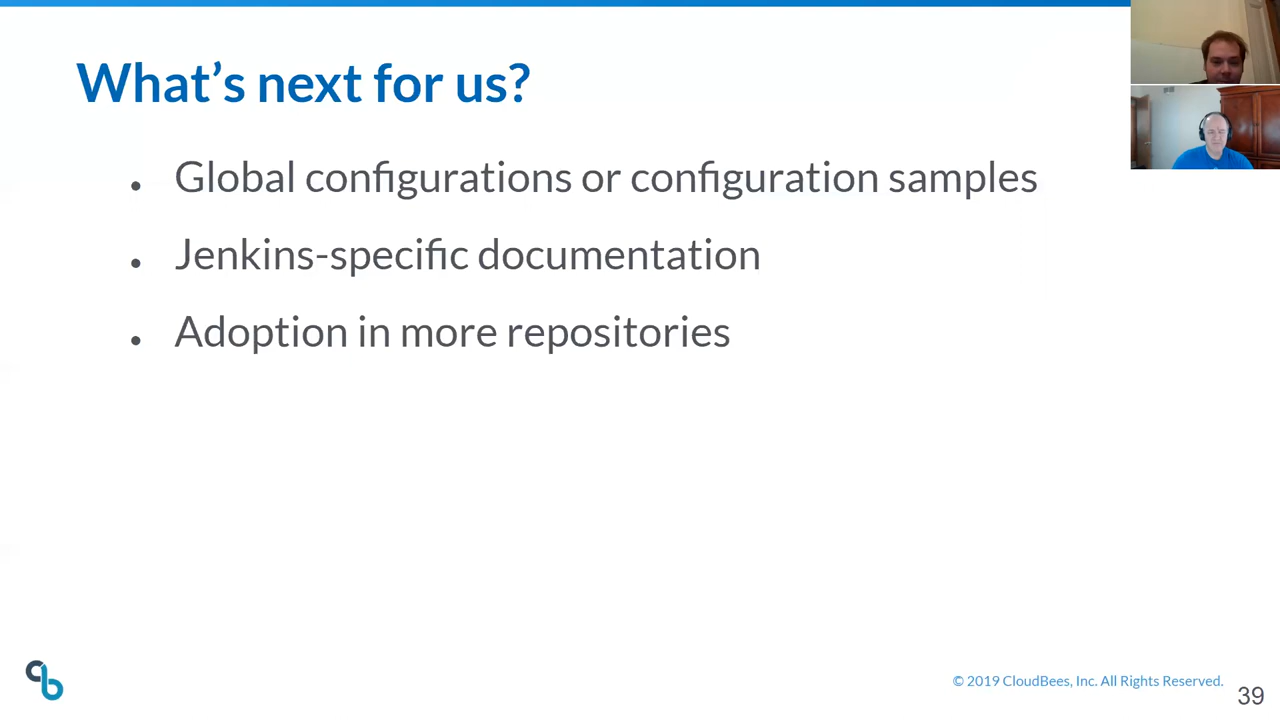 What's next for us?
● Global configurations or configuration samples
● Jenkins-specific documentation
● Adoption in more repositories
© 2019 CloudBees, Inc. All Rights Reserved.
39